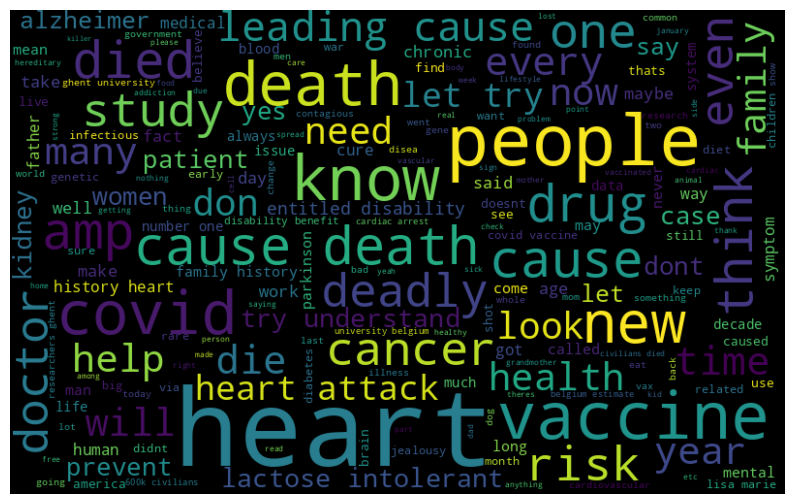 alzheimer medical leading cause one say
mean government blood war chronic find thats system
killer please men care lost common january
hereditary ghent university food believe
died death every now even family
take addiction due contagious let try maybe
live study yes need body week lifestyle children show
infectious fact always spread issue want real problem point side research
father many patient early cure went gene disea two diet
world genetic nothing day know said people vascular sign
women don change mother data never vaccinated cardiac animal way
strong getting cell entitled disability doesnt see drug case think
well thing disability benefit cardiac arrest may still thank symptom
kidney number one check covid vaccine
sure amp cause death cause dont
home make family history bad yeah sick come keep
history heart work parkinson deadly age let something
saying whole mom decade
doctor covid try understand shot look new caused
researchers ghent rare person university belgium healthy got called civilians died time
help die last cancer grandmother
made right illness health back
among big today via heart attack diabetes much eat vax related use
man theres belgium estimate kid
life will heart dog vaccine year
lot human didnt read brain jealousy dad part long etc mental
free prevent month anything risk
going america 600k civilians lactose intolerant cardiovascular lisa marie